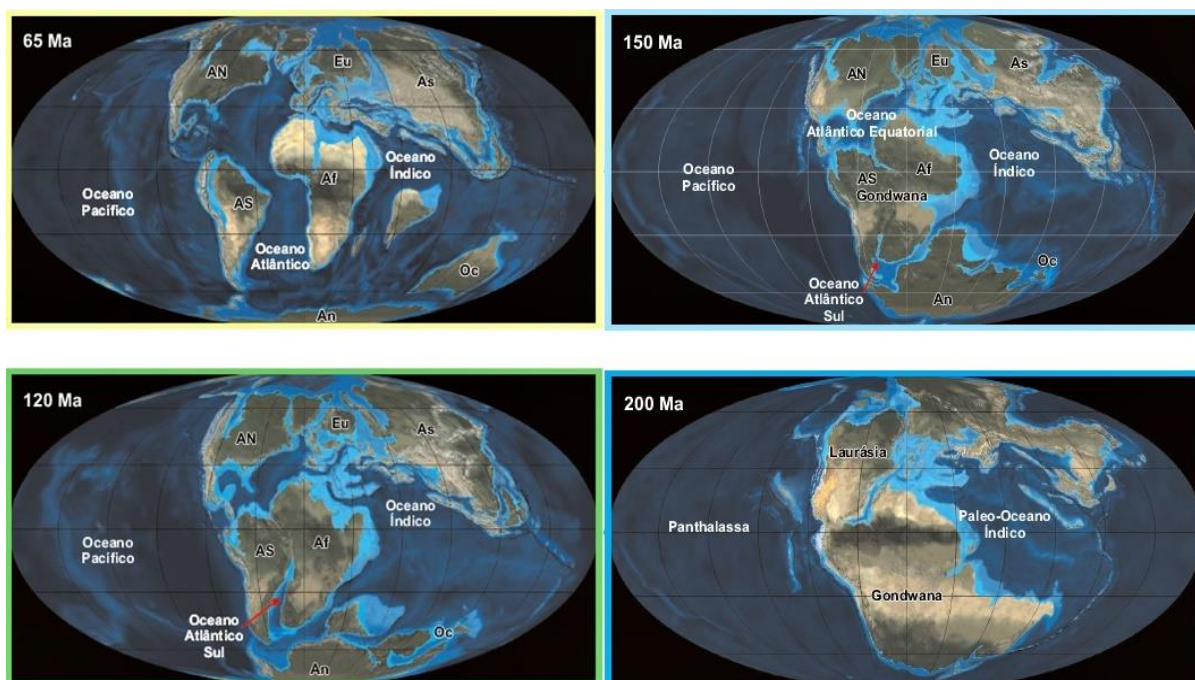 65 Ma
AN
Eu
As
Oceano
Índico
Af
Oceano
Pacífico
AS
Oceano
Atlântico
Oc
An
150 Ma
AN
Eu
As
Oceano
Atlântico Equatorial
Oceano
Índico
Oceano
Pacífico
AS
Af
Gondwana
Oc
Oceano
Atlântico
Sul
An
120 Ma
AN
Eu
As
Oceano
Índico
Oceano
Pacífico
AS
Af
Oceano
Atlântico
Sul
Oc
An
200 Ma
Laurásia
Panthalassa
Paleo-Oceano
Índico
Gondwana